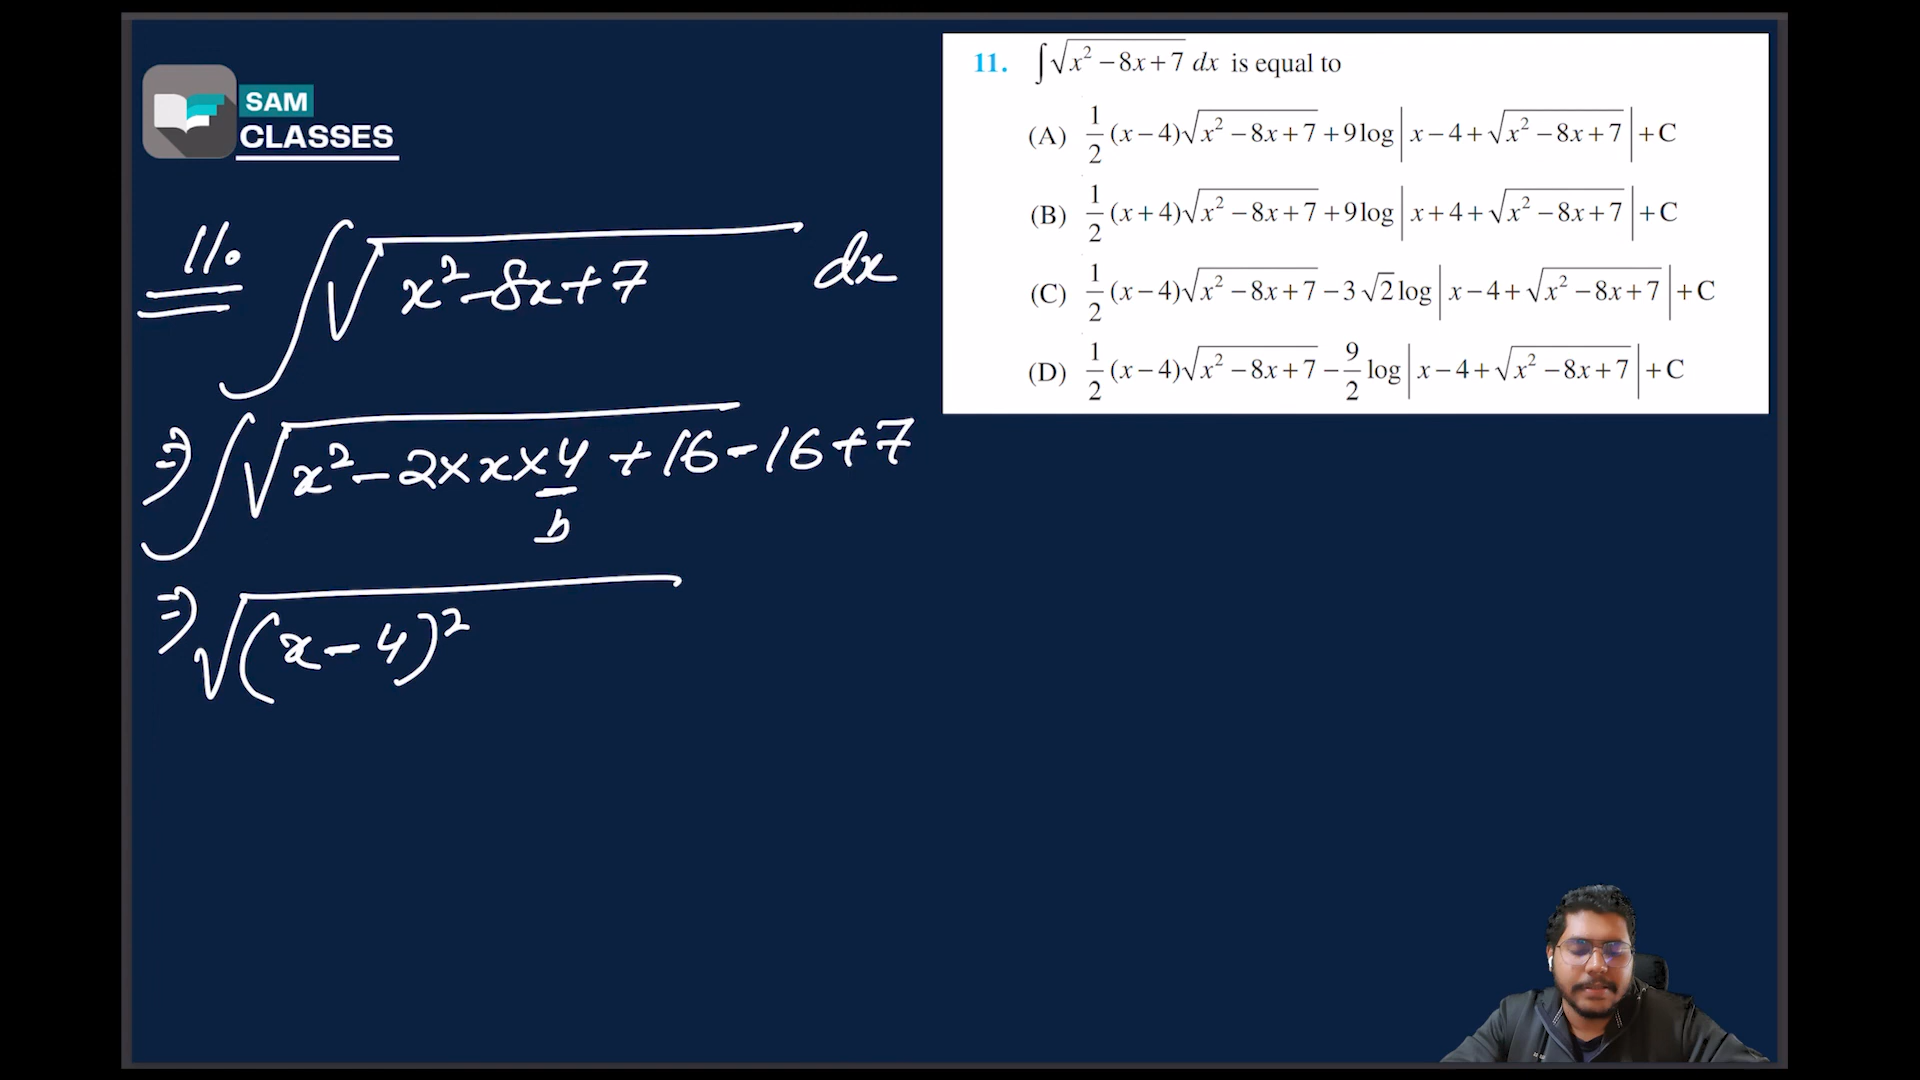 SAM
CLASSES
11. ∫√(x² − 8x + 7) dx is equal to
(A) 1/2 (x − 4)√(x² − 8x + 7) + 9 log |x − 4 + √(x² − 8x + 7)| + C
(B) 1/2 (x + 4)√(x² − 8x + 7) + 9 log |x + 4 + √(x² − 8x + 7)| + C
(C) 1/2 (x − 4)√(x² − 8x + 7) − 3√2 log |x − 4 + √(x² − 8x + 7)| + C
(D) 1/2 (x − 4)√(x² − 8x + 7) − 9/2 log |x − 4 + √(x² − 8x + 7)| + C
11. ∫√(x² − 8x + 7) dx
⇒ ∫√(x² − 2 × x × 4 + 16 − 16 + 7)
b
⇒ √((x − 4)²)